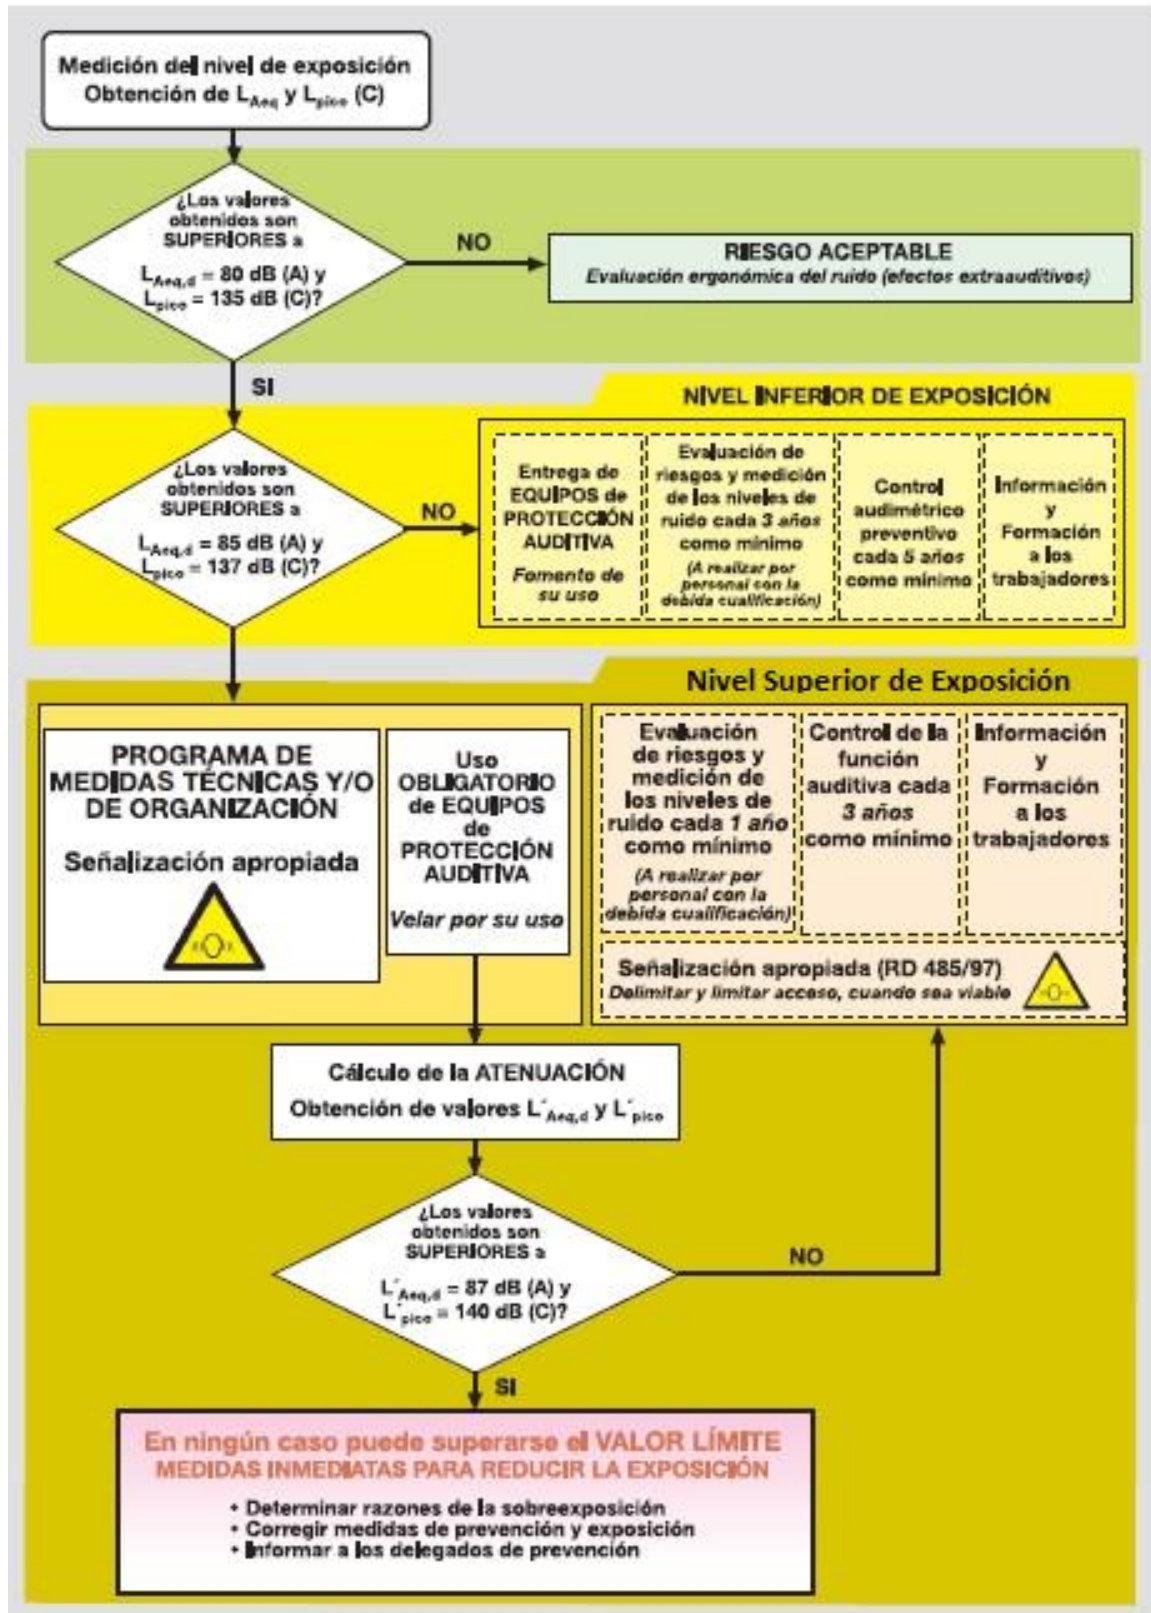 Medición del nivel de exposición
Obtención de LAeq y Lpico (C)
¿Los valores
obtenidos son
SUPERIORES a
LAeq,d = 80 dB (A) y
Lpico = 135 dB (C)?
NO
RIESGO ACEPTABLE
Evaluación ergonómica del ruido (efectos extraauditivos)
SI
NIVEL INFERIOR DE EXPOSICIÓN
¿Los valores
obtenidos son
SUPERIORES a
LAeq,d = 85 dB (A) y
Lpico = 137 dB (C)?
NO
Entrega de
EQUIPOS de
PROTECCIÓN
AUDITIVA
Fomento de
su uso
Evaluación de
riesgos y medición
de los niveles de
ruido cada 3 años
como mínimo
(A realizar por
personal con la
debida cualificación)
Control
audimétrico
preventivo
cada 5 años
como mínimo
Información
y
Formación
a los
trabajadores
Nivel Superior de Exposición
PROGRAMA DE
MEDIDAS TÉCNICAS Y/O
DE ORGANIZACIÓN
Señalización apropiada
Uso
OBLIGATORIO
de EQUIPOS
de
PROTECCIÓN
AUDITIVA
Velar por su uso
Evaluación
de riesgos y
medición de
los niveles de
ruido cada 1 año
como mínimo
(A realizar por
personal con la
debida cualificación)
Control de la
función
auditiva cada
3 años
como mínimo
Información
y
Formación
a los
trabajadores
Señalización apropiada (RD 485/97)
Delimitar y limitar acceso, cuando sea viable
Cálculo de la ATENUACIÓN
Obtención de valores L´Aeq,d y L´pico
¿Los valores
obtenidos son
SUPERIORES a
L´Aeq,d = 87 dB (A) y
L´pico = 140 dB (C)?
NO
SI
En ningún caso puede superarse el VALOR LÍMITE
MEDIDAS INMEDIATAS PARA REDUCIR LA EXPOSICIÓN
• Determinar razones de la sobreexposición
• Corregir medidas de prevención y exposición
• Informar a los delegados de prevención